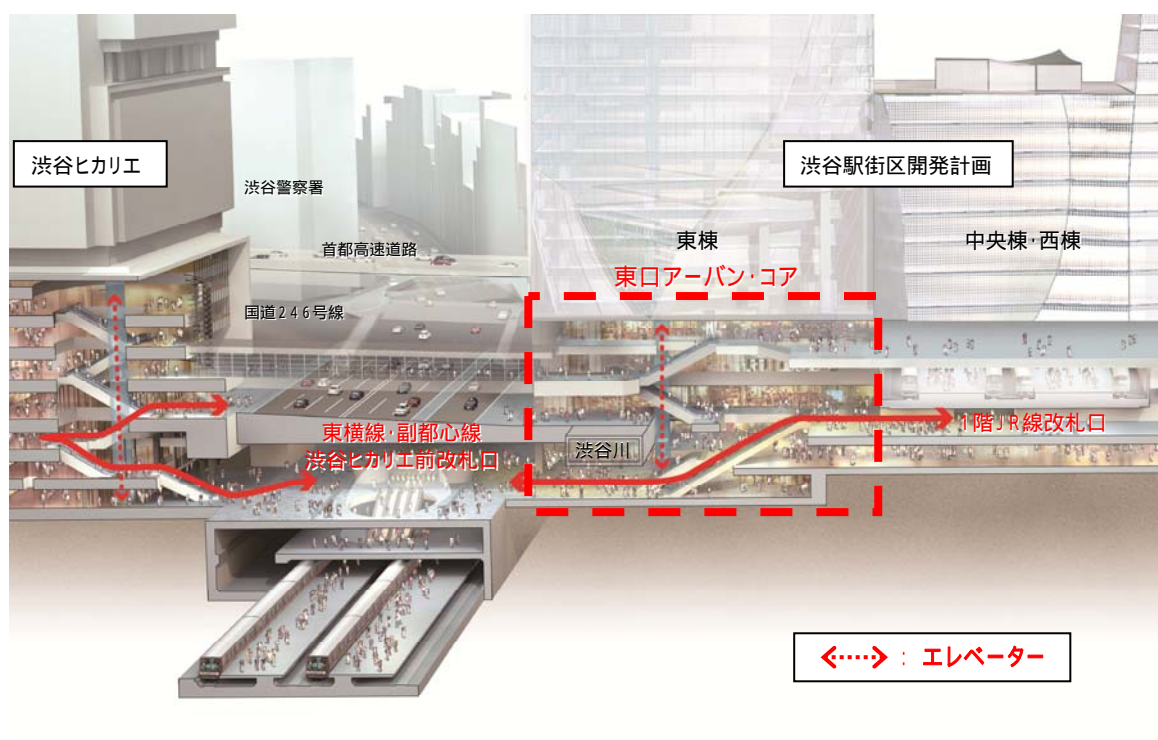 渋谷ヒカリエ
渋谷警察署
首都高速道路
国道246号線
渋谷駅街区開発計画
東棟
中央棟・西棟
東口アーバン・コア
東横線・副都心線
渋谷ヒカリエ前改札口
渋谷川
1階JR線改札口
: エレベーター